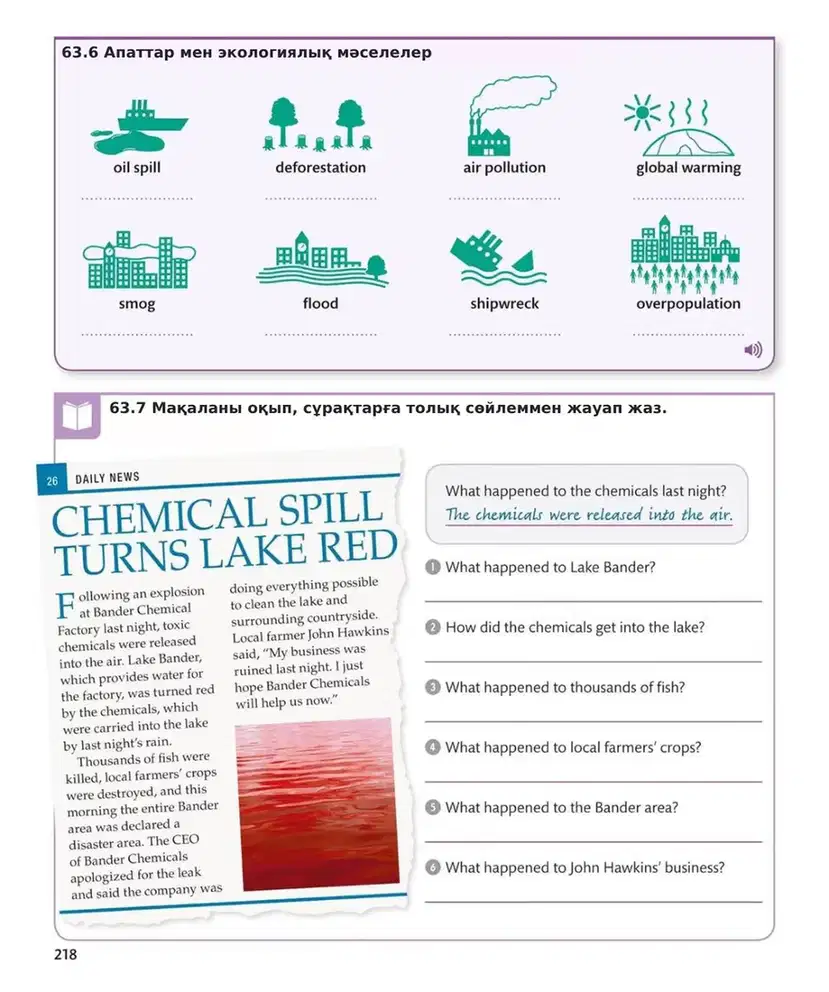 63.6 Апаттар мен экологиялық мәселелер
oil spill
deforestation
air pollution
global warming
smog
flood
shipwreck
overpopulation
63.7 Мақаланы оқып, сұрақтарға толық сөйлеммен жауап жаз.
26 DAILY NEWS
CHEMICAL SPILL
TURNS LAKE RED
Following an explosion
at Bander Chemical
Factory last night, toxic
chemicals were released
into the air. Lake Bander,
which provides water for
the factory, was turned red
by the chemicals, which
were carried into the lake
by last night's rain.
Thousands of fish were
killed, local farmers' crops
were destroyed, and this
morning the entire Bander
area was declared a
disaster area. The CEO
of Bander Chemicals
apologized for the leak
and said the company was
doing everything possible
to clean the lake and
surrounding countryside.
Local farmer John Hawkins
said, "My business was
ruined last night. I just
hope Bander Chemicals
will help us now."
What happened to the chemicals last night?
The chemicals were released into the air.
1 What happened to Lake Bander?
2 How did the chemicals get into the lake?
3 What happened to thousands of fish?
4 What happened to local farmers' crops?
5 What happened to the Bander area?
6 What happened to John Hawkins' business?
218